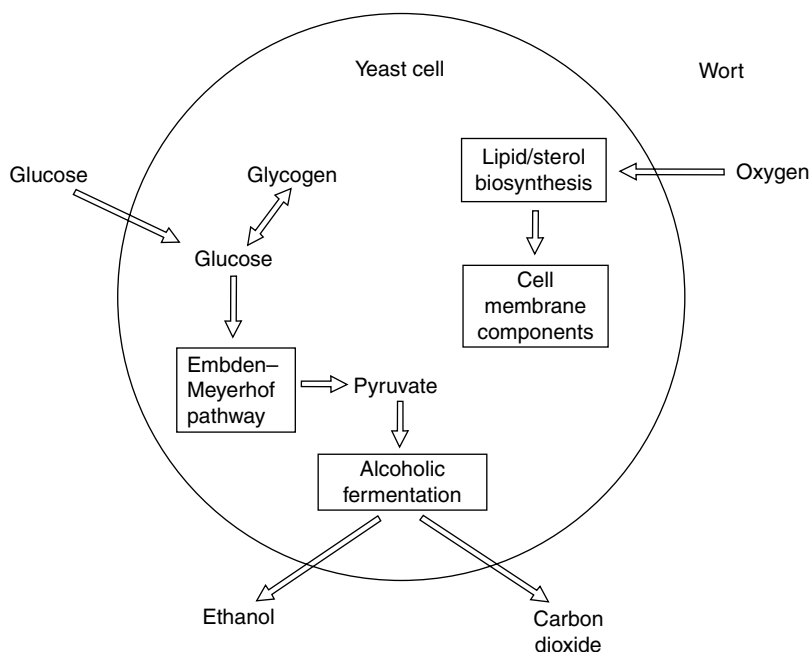 Yeast cell
Wort
Glucose
Glycogen
Lipid/sterol
biosynthesis
Oxygen
Glucose
Cell
membrane
components
Embden–
Meyerhof
pathway
Pyruvate
Alcoholic
fermentation
Ethanol
Carbon
dioxide